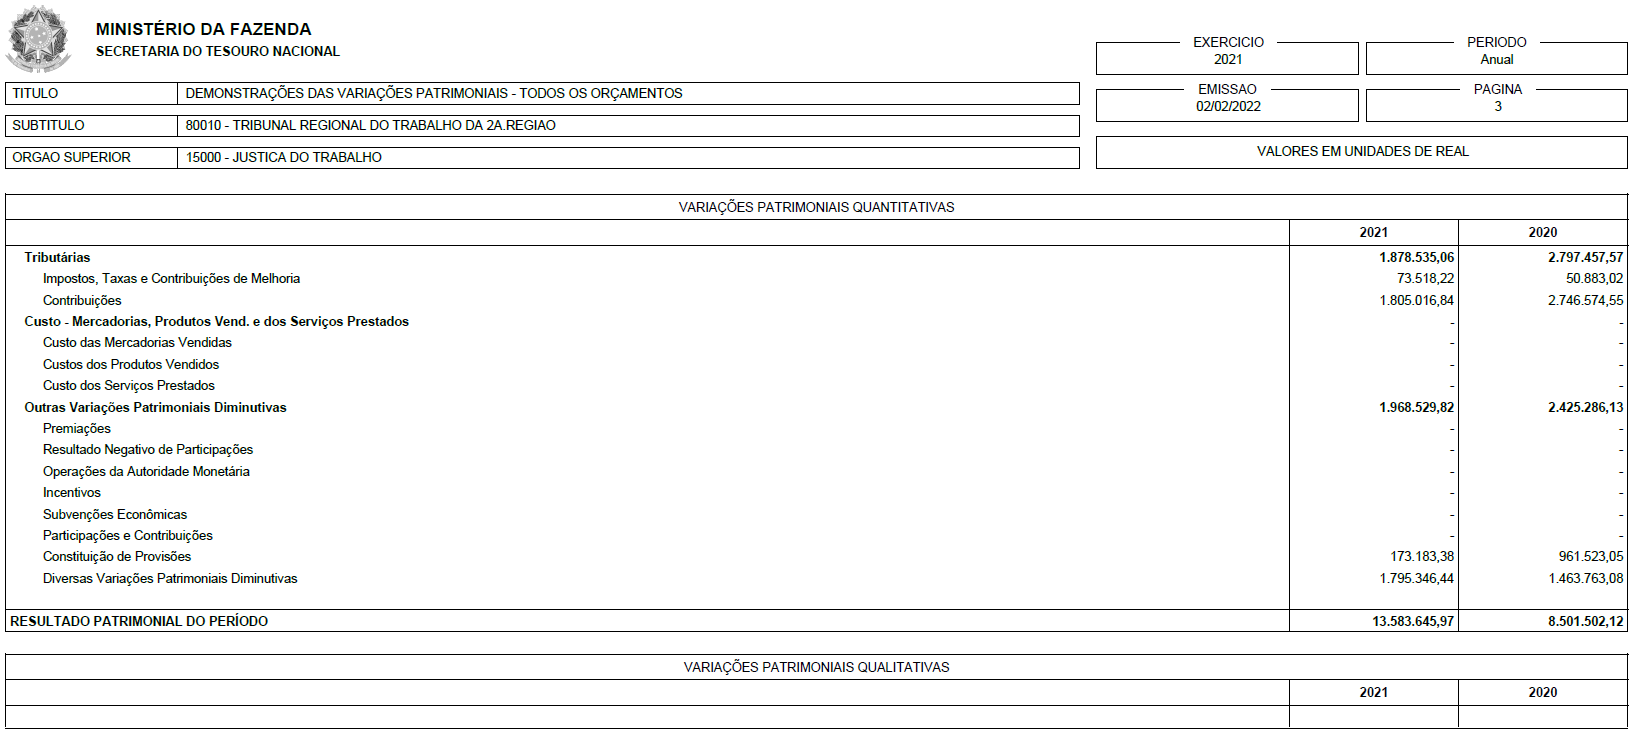 MINISTÉRIO DA FAZENDA
SECRETARIA DO TESOURO NACIONAL
EXERCICIO
2021
PERIODO
Anual
TITULO DEMONSTRAÇÕES DAS VARIAÇÕES PATRIMONIAIS - TODOS OS ORÇAMENTOS
EMISSAO
02/02/2022
PAGINA
3
SUBTITULO 80010 - TRIBUNAL REGIONAL DO TRABALHO DA 2A.REGIAO
ORGAO SUPERIOR 15000 - JUSTICA DO TRABALHO
VALORES EM UNIDADES DE REAL
VARIAÇÕES PATRIMONIAIS QUANTITATIVAS
2021 2020
Tributárias 1.878.535,06 2.797.457,57
Impostos, Taxas e Contribuições de Melhoria 73.518,22 50.883,02
Contribuições 1.805.016,84 2.746.574,55
Custo - Mercadorias, Produtos Vend. e dos Serviços Prestados - -
Custo das Mercadorias Vendidas - -
Custos dos Produtos Vendidos - -
Custo dos Serviços Prestados - -
Outras Variações Patrimoniais Diminutivas 1.968.529,82 2.425.286,13
Premiações - -
Resultado Negativo de Participações - -
Operações da Autoridade Monetária - -
Incentivos - -
Subvenções Econômicas - -
Participações e Contribuições - -
Constituição de Provisões 173.183,38 961.523,05
Diversas Variações Patrimoniais Diminutivas 1.795.346,44 1.463.763,08
RESULTADO PATRIMONIAL DO PERÍODO 13.583.645,97 8.501.502,12
VARIAÇÕES PATRIMONIAIS QUALITATIVAS
2021 2020